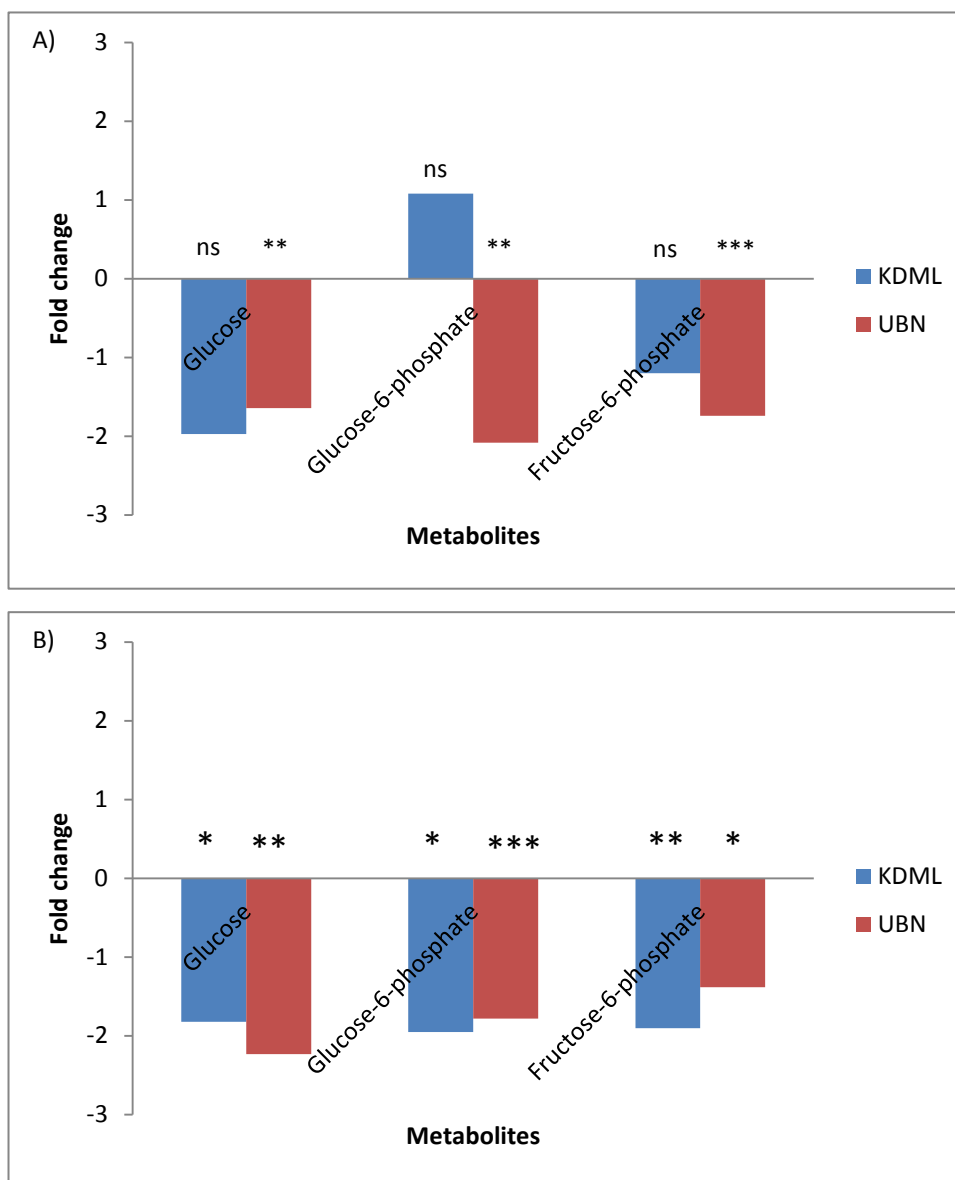 A)
3
2
1
0
-1
-2
-3
Fold change
ns
**
ns
**
ns
***
Glucose
Glucose-6-phosphate
Fructose-6-phosphate
Metabolites
KDML
UBN
B)
3
2
1
0
-1
-2
-3
Fold change
*
**
*
***
**
*
Glucose
Glucose-6-phosphate
Fructose-6-phosphate
Metabolites
KDML
UBN